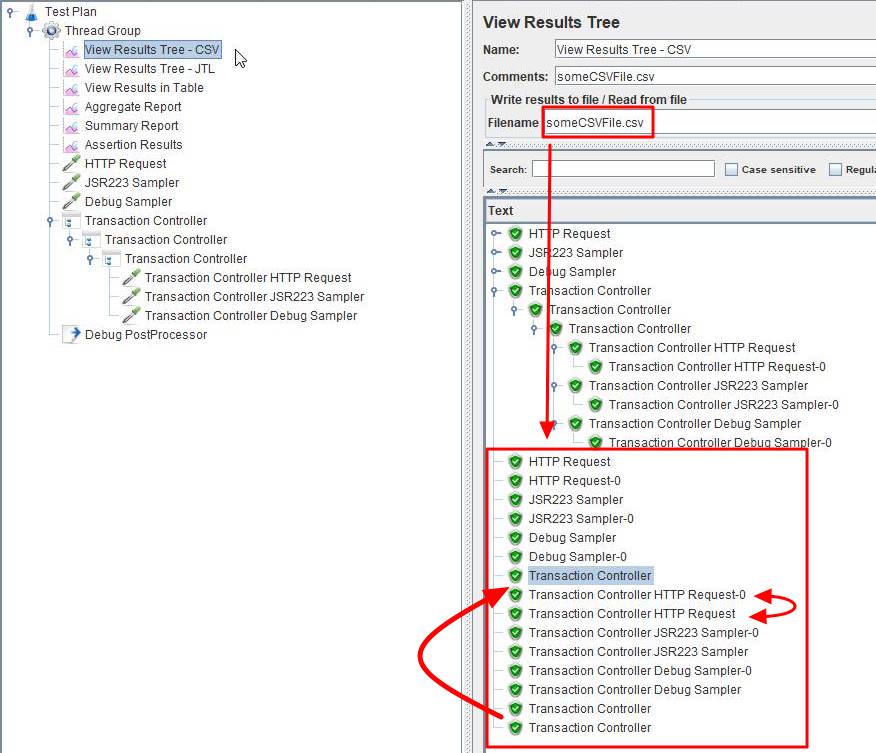 Test Plan
Thread Group
View Results Tree - CSV
View Results Tree - JTL
View Results in Table
Aggregate Report
Summary Report
Assertion Results
HTTP Request
JSR223 Sampler
Debug Sampler
Transaction Controller
Transaction Controller
Transaction Controller
Transaction Controller HTTP Request
Transaction Controller JSR223 Sampler
Transaction Controller Debug Sampler
Debug PostProcessor
View Results Tree
Name: View Results Tree - CSV
Comments: someCSVFile.csv
Write results to file / Read from file
Filename someCSVFile.csv
Search: Case sensitive Regula
Text
HTTP Request
JSR223 Sampler
Debug Sampler
Transaction Controller
Transaction Controller
Transaction Controller
Transaction Controller HTTP Request
Transaction Controller HTTP Request-0
Transaction Controller JSR223 Sampler
Transaction Controller JSR223 Sampler-0
Transaction Controller Debug Sampler
Transaction Controller Debug Sampler-0
HTTP Request
HTTP Request-0
JSR223 Sampler
JSR223 Sampler-0
Debug Sampler
Debug Sampler-0
Transaction Controller
Transaction Controller HTTP Request-0
Transaction Controller HTTP Request
Transaction Controller JSR223 Sampler-0
Transaction Controller JSR223 Sampler
Transaction Controller Debug Sampler-0
Transaction Controller Debug Sampler
Transaction Controller
Transaction Controller